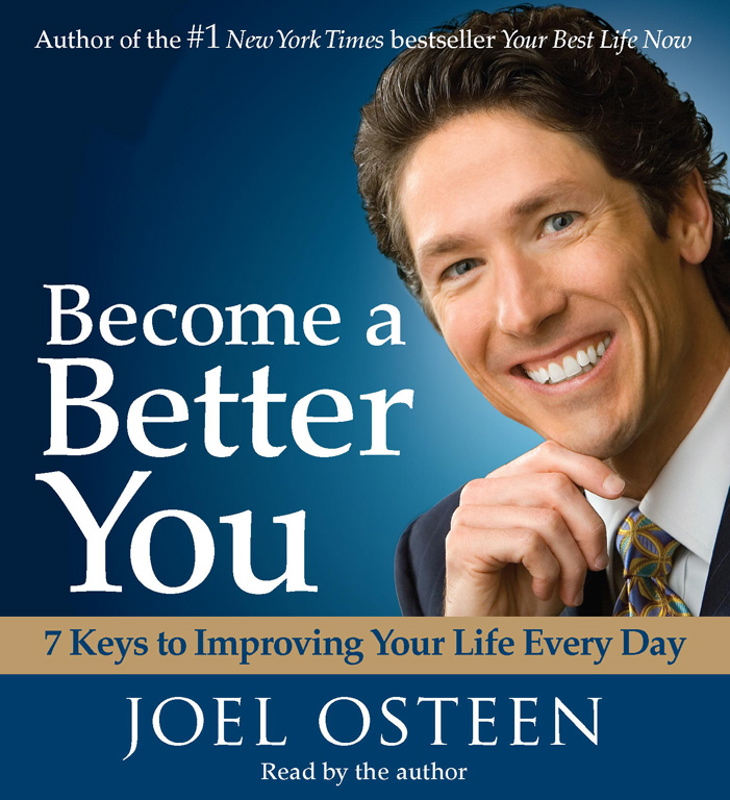 Author of the #1 New York Times bestseller Your Best Life Now
Become a
Better
You
7 Keys to Improving Your Life Every Day
JOEL OSTEEN
Read by the author